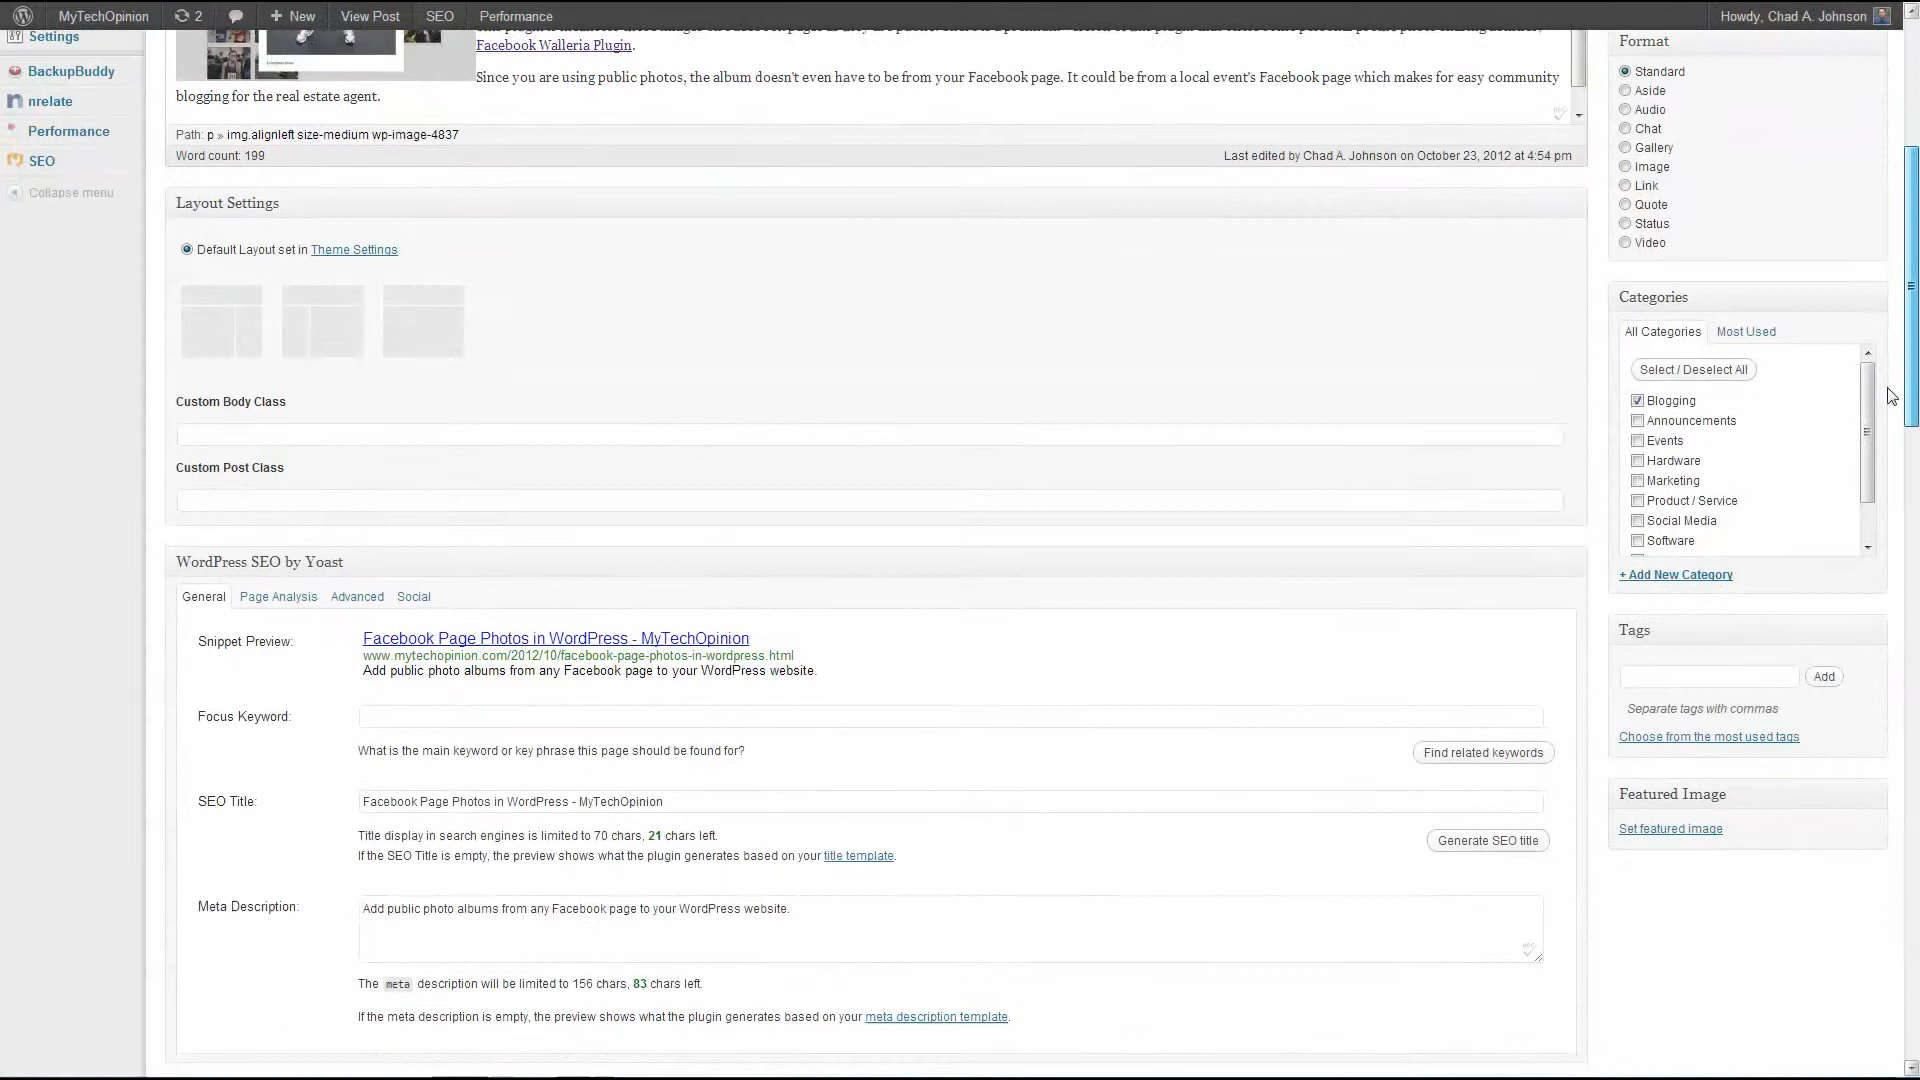 MyTechOpinion 2 New View Post SEO Performance Howdy, Chad A. Johnson
Settings
BackupBuddy
nrelate
Performance
SEO
Collapse menu
Facebook Walleria Plugin.
Since you are using public photos, the album doesn't even have to be from your Facebook page. It could be from a local event's Facebook page which makes for easy community
blogging for the real estate agent.
Path: p » img.alignleft size-medium wp-image-4837
Word count: 199
Last edited by Chad A. Johnson on October 23, 2012 at 4:54 pm
Layout Settings
Default Layout set in Theme Settings
Custom Body Class
Custom Post Class
WordPress SEO by Yoast
General Page Analysis Advanced Social
Snippet Preview:
Facebook Page Photos in WordPress - MyTechOpinion
www.mytechopinion.com/2012/10/facebook-page-photos-in-wordpress.html
Add public photo albums from any Facebook page to your WordPress website.
Focus Keyword:
What is the main keyword or key phrase this page should be found for?
Find related keywords
SEO Title:
Facebook Page Photos in WordPress - MyTechOpinion
Title display in search engines is limited to 70 chars, 21 chars left.
If the SEO Title is empty, the preview shows what the plugin generates based on your title template.
Generate SEO title
Meta Description:
Add public photo albums from any Facebook page to your WordPress website.
The meta description will be limited to 156 chars, 83 chars left.
If the meta description is empty, the preview shows what the plugin generates based on your meta description template.
Format
Standard
Aside
Audio
Chat
Gallery
Image
Link
Quote
Status
Video
Categories
All Categories Most Used
Select / Deselect All
Blogging
Announcements
Events
Hardware
Marketing
Product / Service
Social Media
Software
+ Add New Category
Tags
Add
Separate tags with commas
Choose from the most used tags
Featured Image
Set featured image